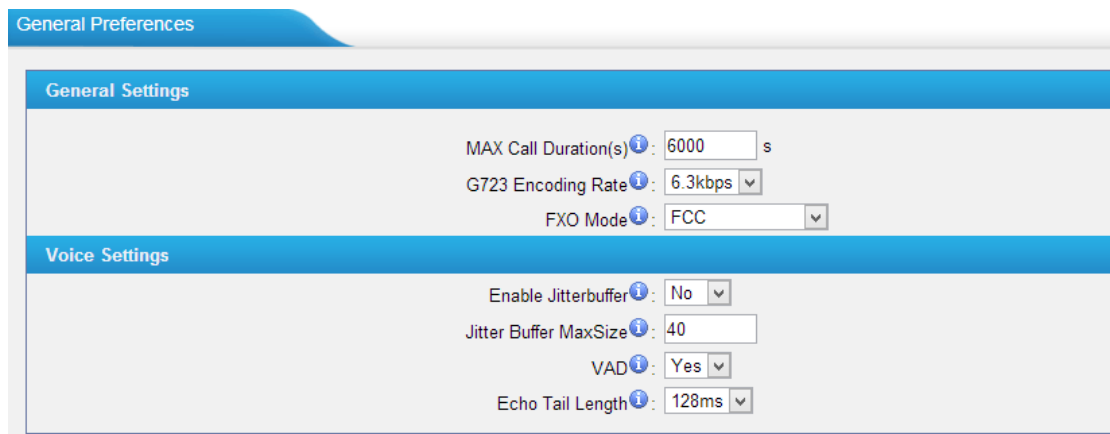 General Preferences
General Settings
MAX Call Duration(s) i : 6000 s
G723 Encoding Rate i : 6.3kbps
FXO Mode i : FCC
Voice Settings
Enable Jitterbuffer i : No
Jitter Buffer MaxSize i : 40
VAD i : Yes
Echo Tail Length i : 128ms